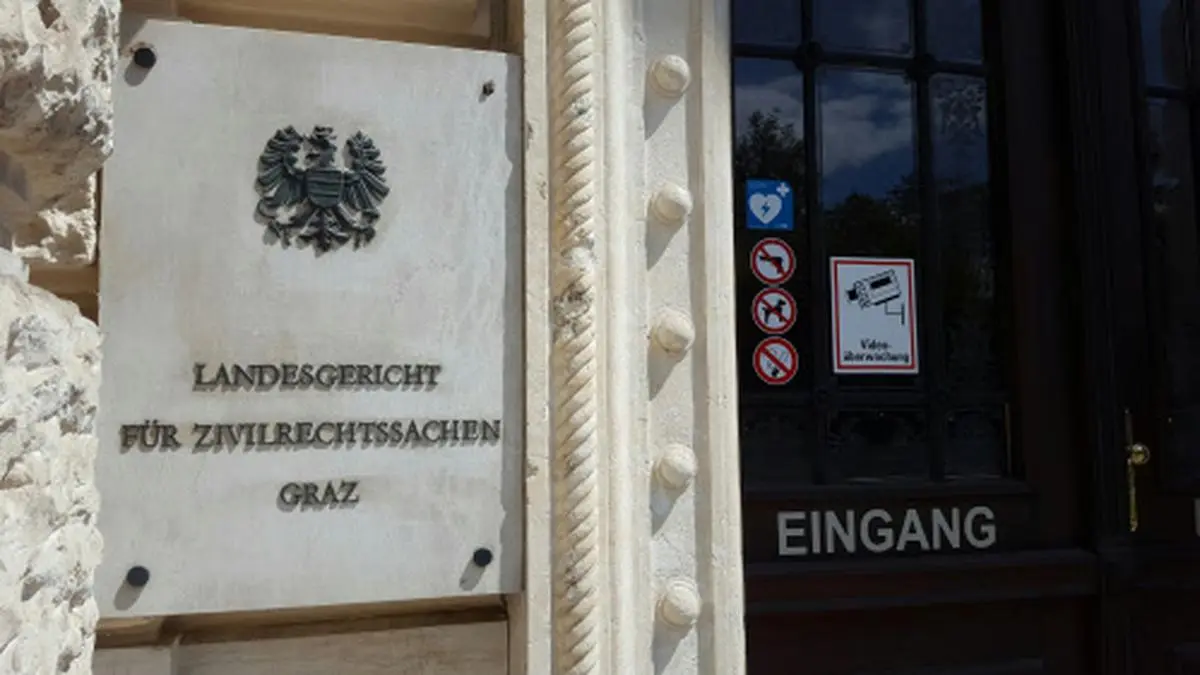 LANDESGERICHT
FÜR ZIVILRECHTSSACHEN
GRAZ
Video-
überwachung
EINGANG